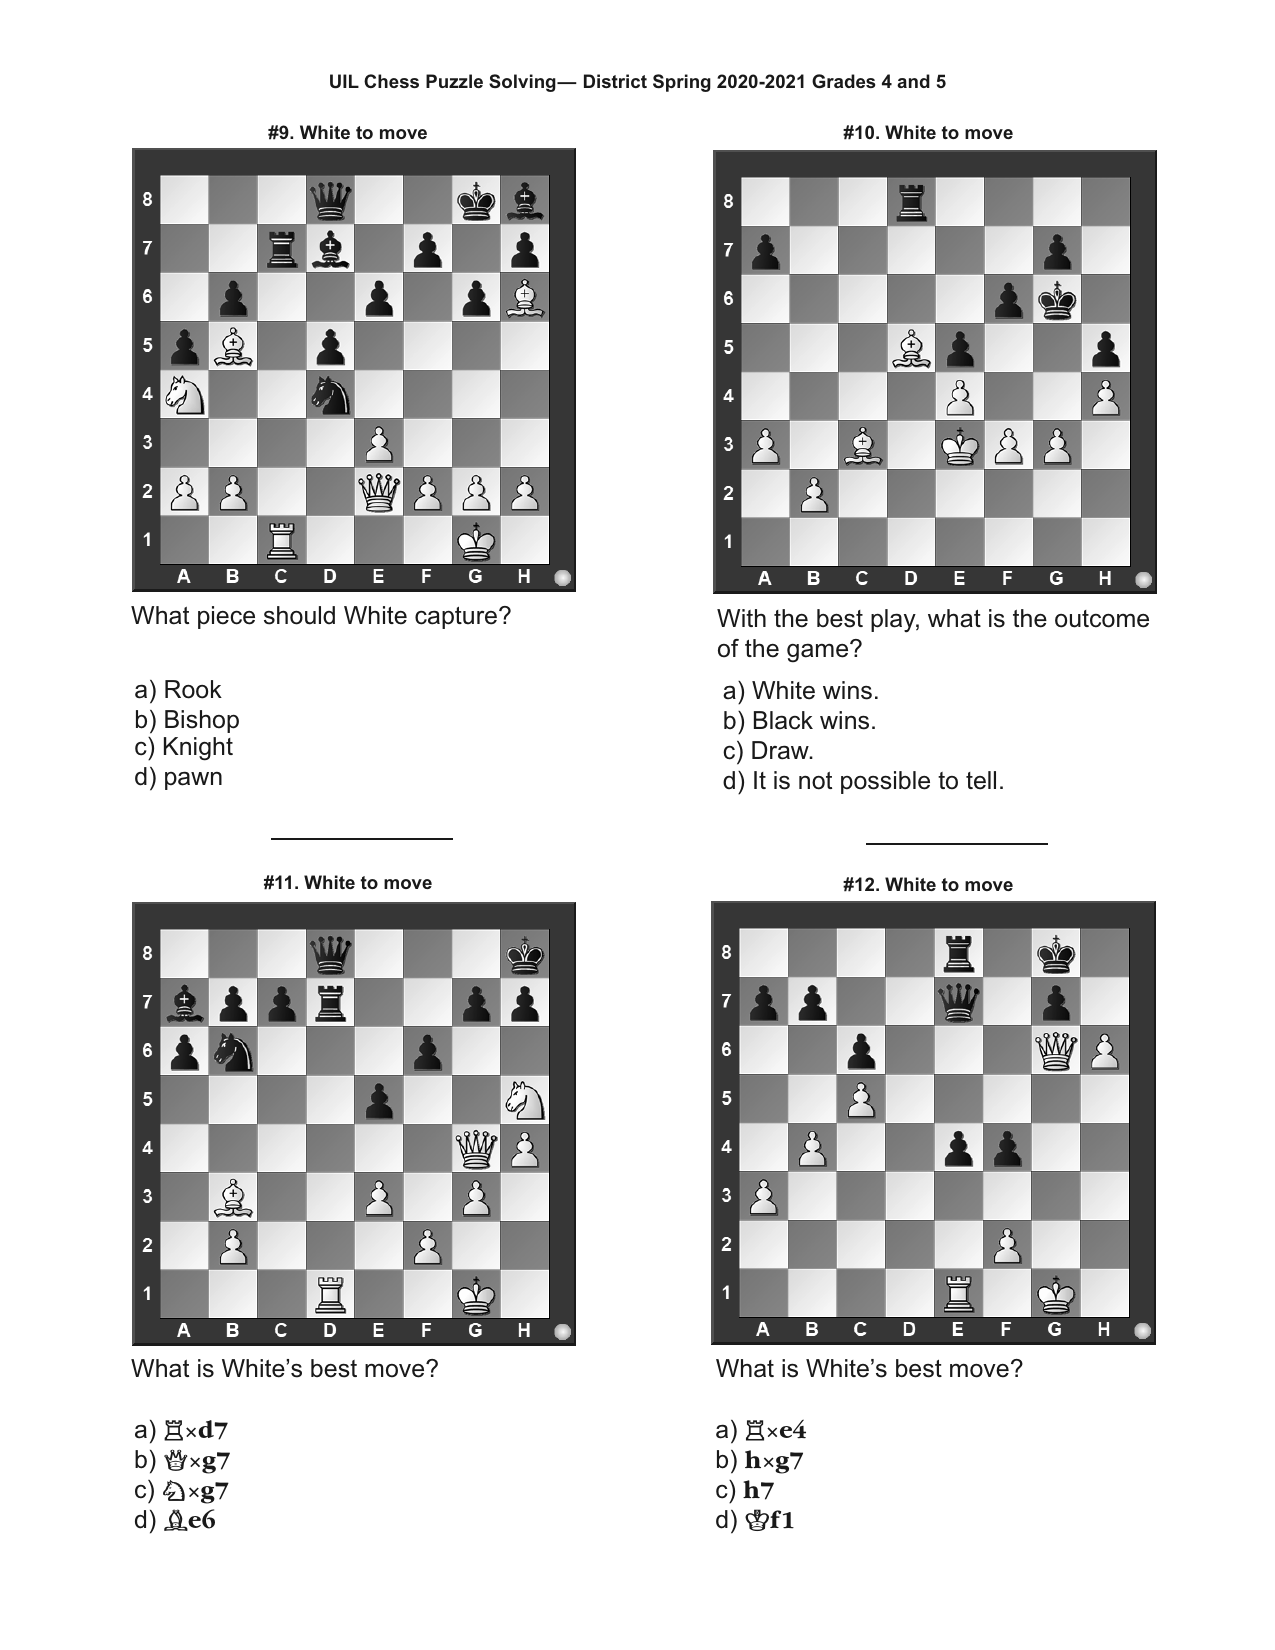 UIL Chess Puzzle Solving— District Spring 2020-2021 Grades 4 and 5
#9. White to move
8
7
6
5
4
3
2
1
A B C D E F G H
What piece should White capture?
a) Rook
b) Bishop
c) Knight
d) pawn
#10. White to move
8
7
6
5
4
3
2
1
A B C D E F G H
With the best play, what is the outcome
of the game?
a) White wins.
b) Black wins.
c) Draw.
d) It is not possible to tell.
#11. White to move
8
7
6
5
4
3
2
1
A B C D E F G H
What is White’s best move?
a) ♖×d7
b) ♕×g7
c) ♘×g7
d) ♗e6
#12. White to move
8
7
6
5
4
3
2
1
A B C D E F G H
What is White’s best move?
a) ♖×e4
b) h×g7
c) h7
d) ♔f1